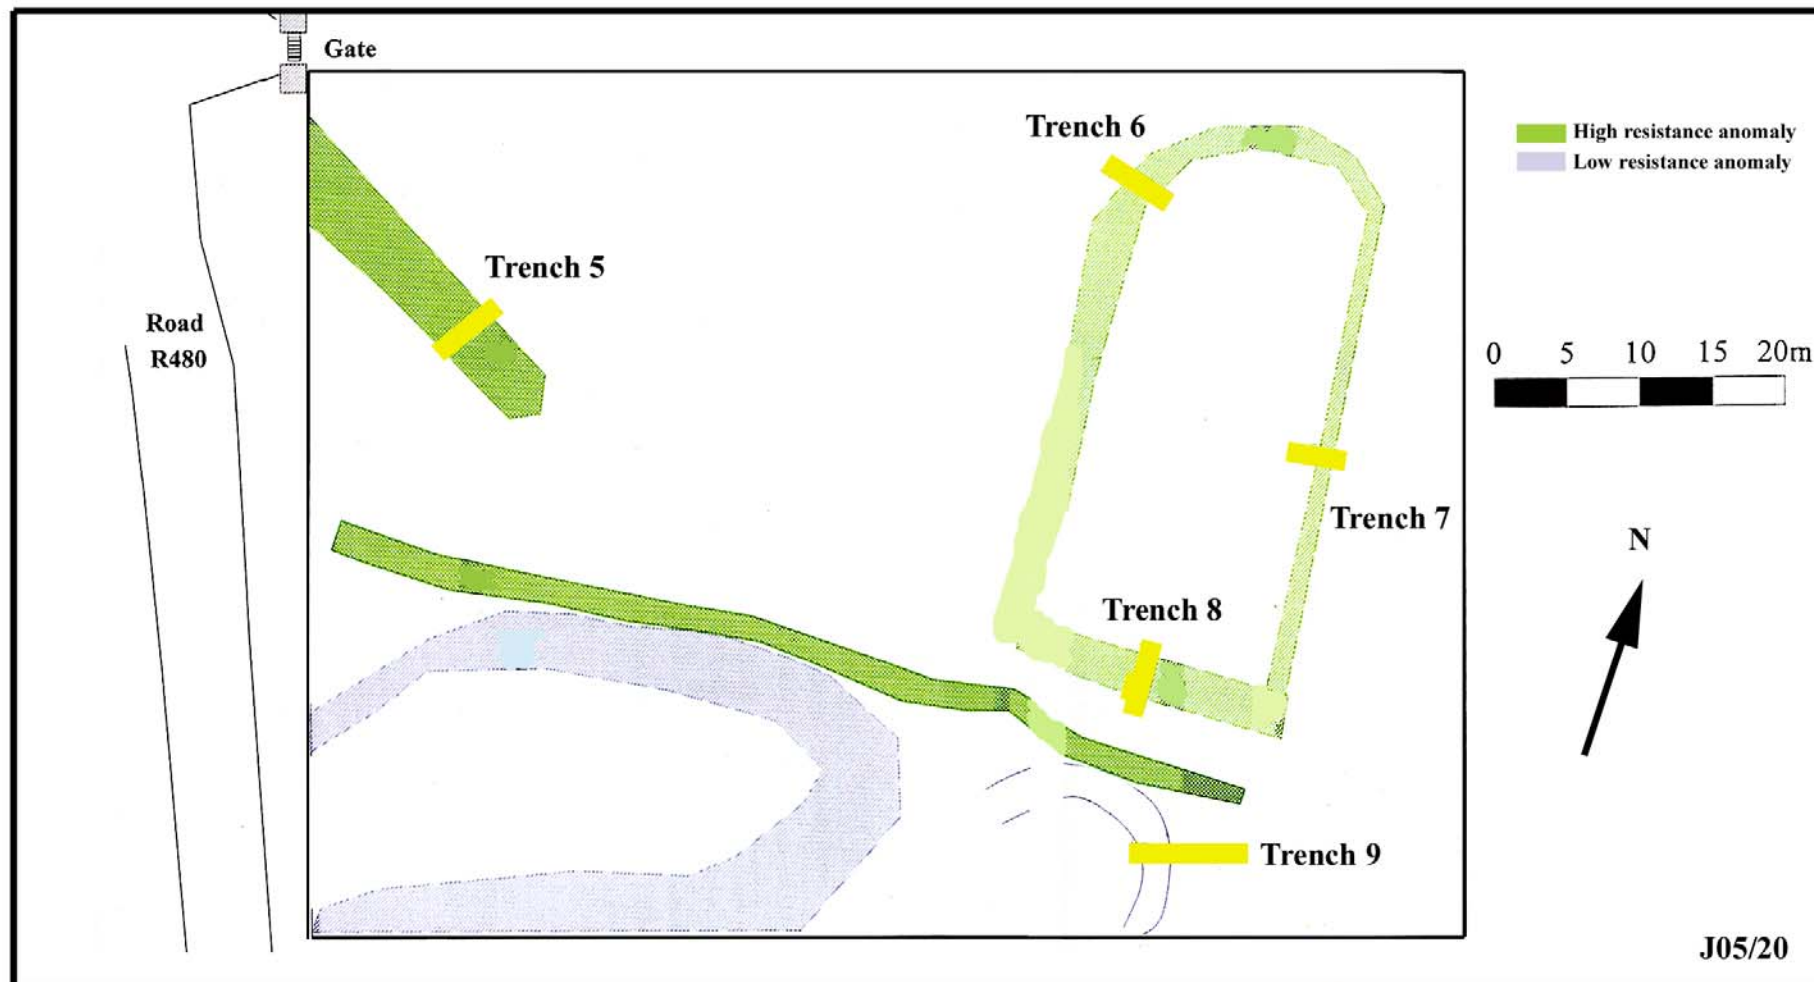 Gate
Trench 6
High resistance anomaly
Low resistance anomaly
Trench 5
Road
R480
0 5 10 15 20m
Trench 7
N
Trench 8
Trench 9
J05/20